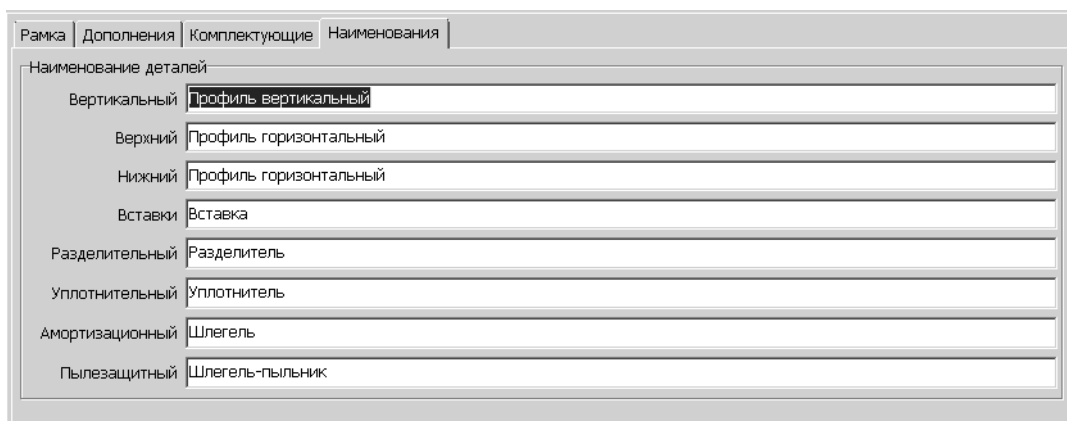 Рамка Дополнения Комплектующие Наименования
Наименование деталей
Вертикальный Профиль вертикальный
Верхний Профиль горизонтальный
Нижний Профиль горизонтальный
Вставки Вставка
Разделительный Разделитель
Уплотнительный Уплотнитель
Амортизационный Шлегель
Пылезащитный Шлегель-пыльник